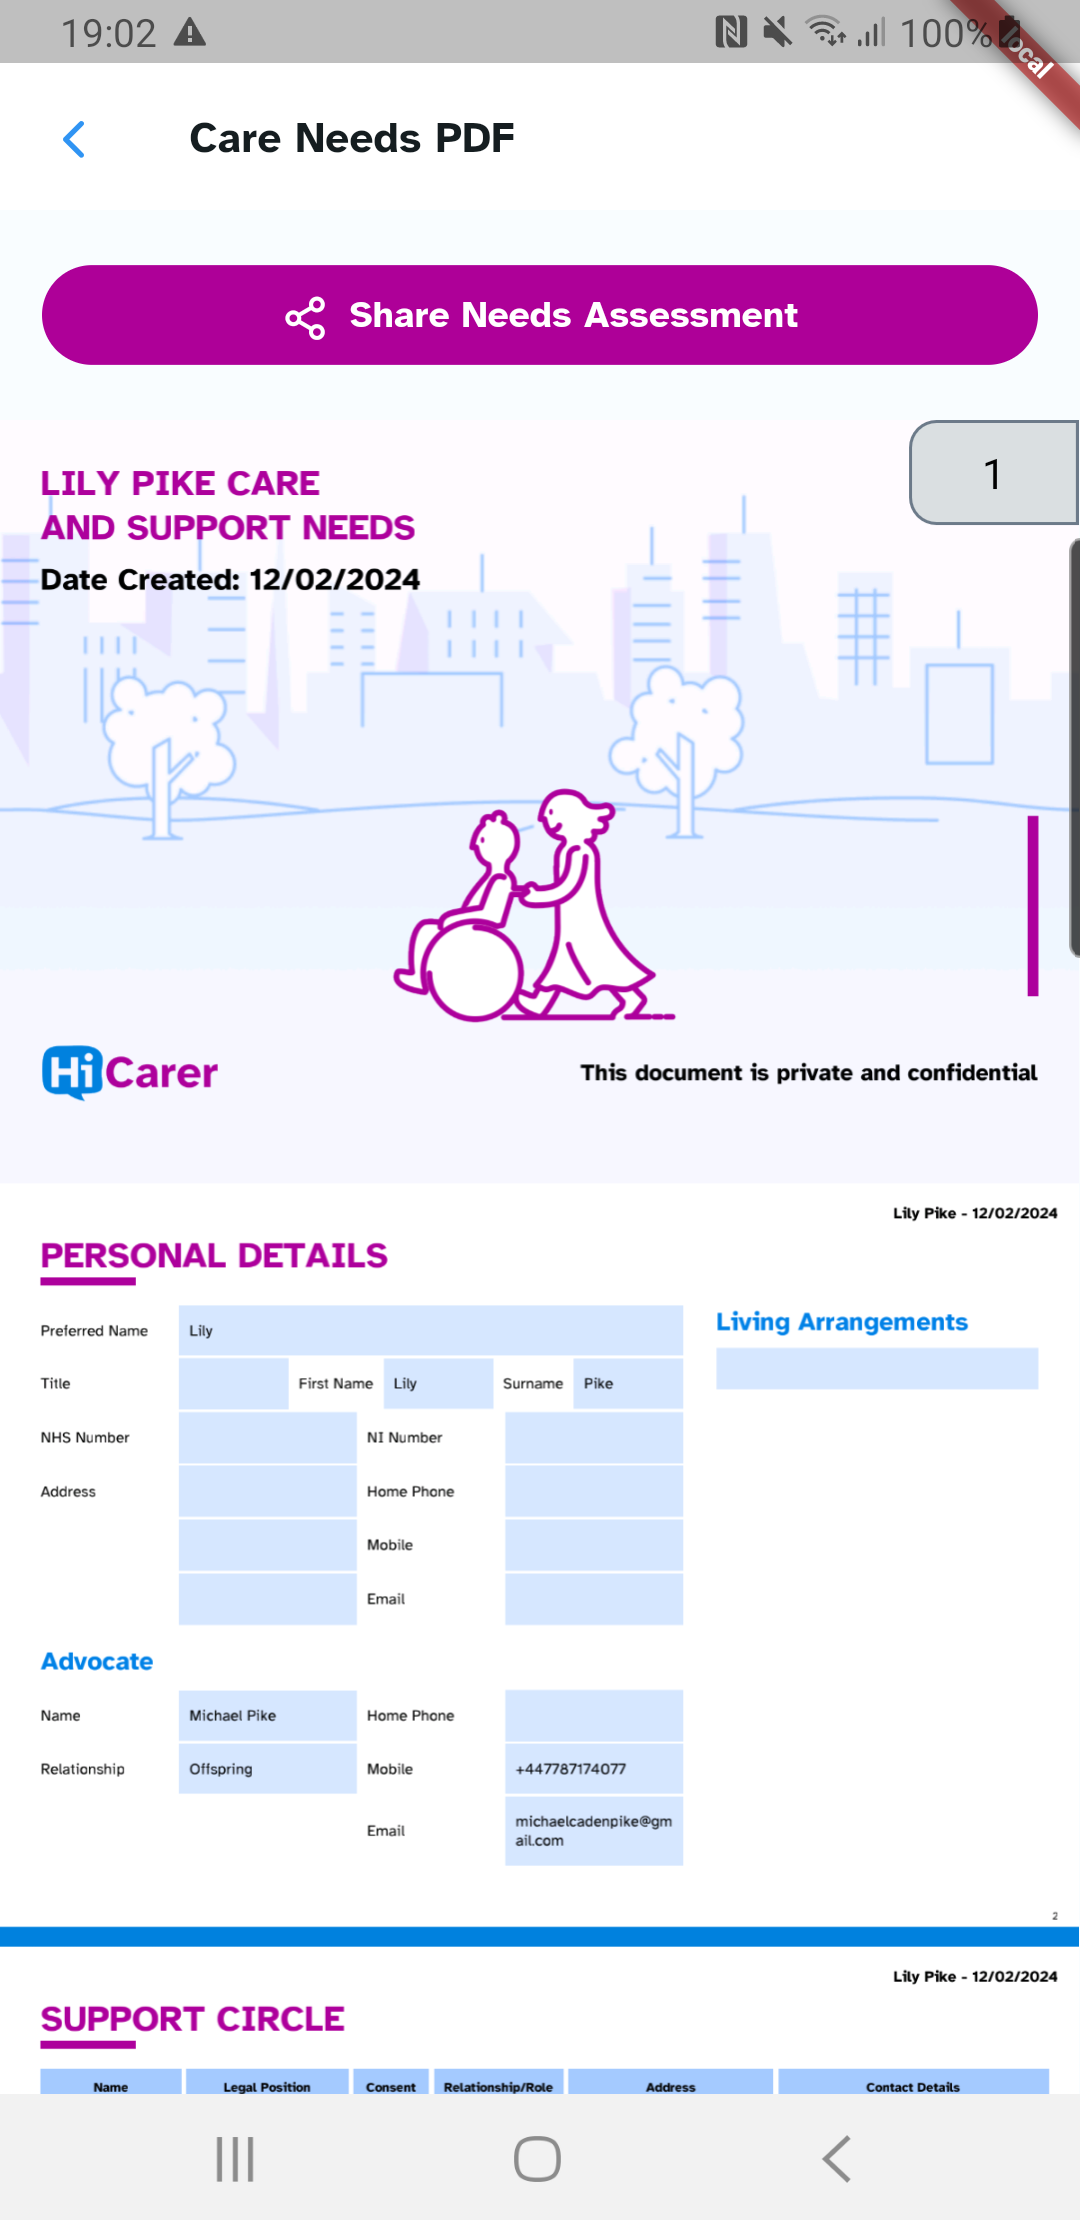 19:02
100%
local
Care Needs PDF
Share Needs Assessment
1
LILY PIKE CARE
AND SUPPORT NEEDS
Date Created: 12/02/2024
HiCarer
This document is private and confidential
Lily Pike - 12/02/2024
PERSONAL DETAILS
Preferred Name Lily
Living Arrangements
Title First Name Lily Surname Pike
NHS Number NI Number
Address Home Phone
Mobile
Email
Advocate
Name Michael Pike Home Phone
Relationship Offspring Mobile +447787174077
Email michaelcadenpike@gm
ail.com
2
Lily Pike - 12/02/2024
SUPPORT CIRCLE
Name Legal Position Consent Relationship/Role Address Contact Details